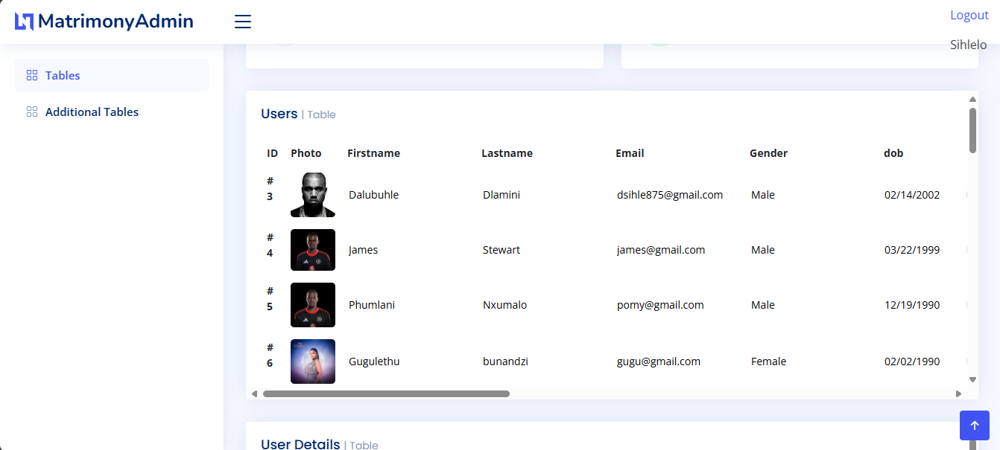 MatrimonyAdmin
Logout
Sihlelo
Tables
Additional Tables
Users | Table
ID Photo Firstname Lastname Email Gender dob
# 3 Dalubuhle Dlamini dsihle875@gmail.com Male 02/14/2002
# 4 James Stewart james@gmail.com Male 03/22/1999
# 5 Phumlani Nxumalo pomy@gmail.com Male 12/19/1990
# 6 Gugulethu bunandzi gugu@gmail.com Female 02/02/1990
User Details | Table